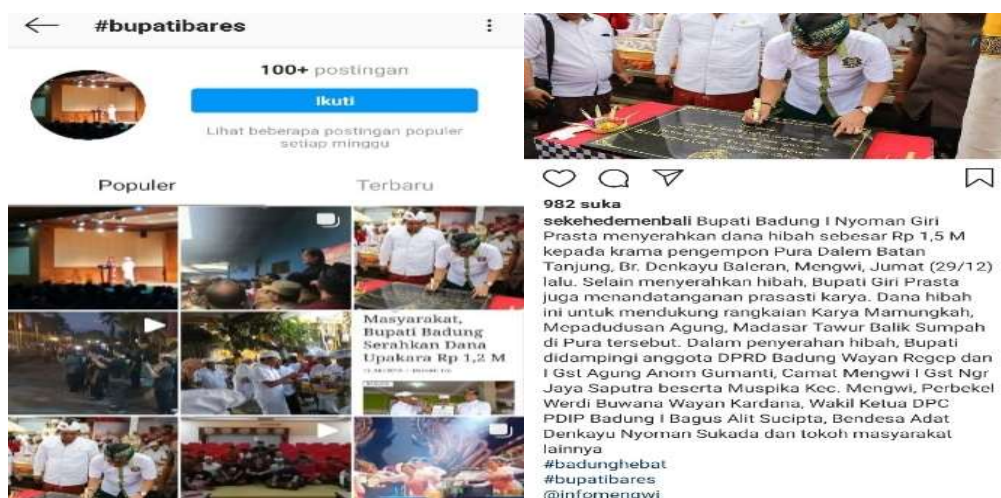 #bupatibares
100+ postingan
Ikuti
Lihat beberapa postingan populer
setiap minggu
Populer
Terbaru
Masyarakat,
Bupati Badung
Serahkan Dana
Upakara Rp 1,2 M
982 suka
sekehedemenbali Bupati Badung I Nyoman Giri
Prasta menyerahkan dana hibah sebesar Rp 1,5 M
kepada krama pengempon Pura Dalem Batan
Tanjung, Br. Denkayu Baleran, Mengwi, Jumat (29/12)
lalu. Selain menyerahkan hibah, Bupati Giri Prasta
juga menandatanganan prasasti karya. Dana hibah
ini untuk mendukung rangkaian Karya Mamungkah,
Mepadudusan Agung, Madasar Tawur Balik Sumpah
di Pura tersebut. Dalam penyerahan hibah, Bupati
didampingi anggota DPRD Badung Wayan Regep dan
I Gst Agung Anom Gumanti, Camat Mengwi I Gst Ngr
Jaya Saputra beserta Muspika Kec. Mengwi, Perbekel
Werdi Buwana Wayan Kardana, Wakil Ketua DPC
PDIP Badung I Bagus Alit Sucipta, Bendesa Adat
Denkayu Nyoman Sukada dan tokoh masyarakat
lainnya
#badunghebat
#bupatibares
@infomengwi